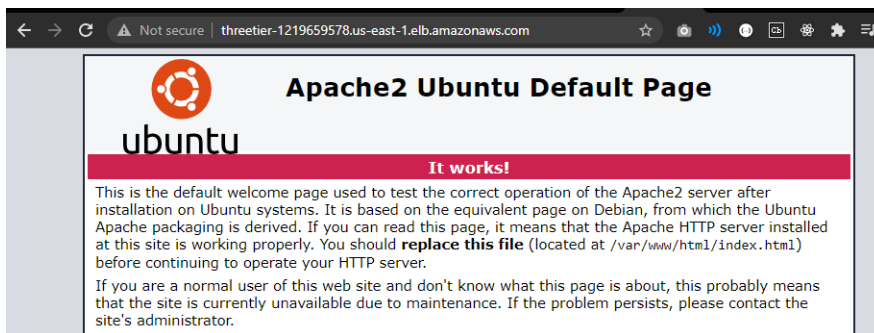 Not secure | threetier-1219659578.us-east-1.elb.amazonaws.com
Apache2 Ubuntu Default Page
ubuntu
It works!
This is the default welcome page used to test the correct operation of the Apache2 server after
installation on Ubuntu systems. It is based on the equivalent page on Debian, from which the Ubuntu
Apache packaging is derived. If you can read this page, it means that the Apache HTTP server installed
at this site is working properly. You should replace this file (located at /var/www/html/index.html)
before continuing to operate your HTTP server.
If you are a normal user of this web site and don't know what this page is about, this probably means
that the site is currently unavailable due to maintenance. If the problem persists, please contact the
site's administrator.